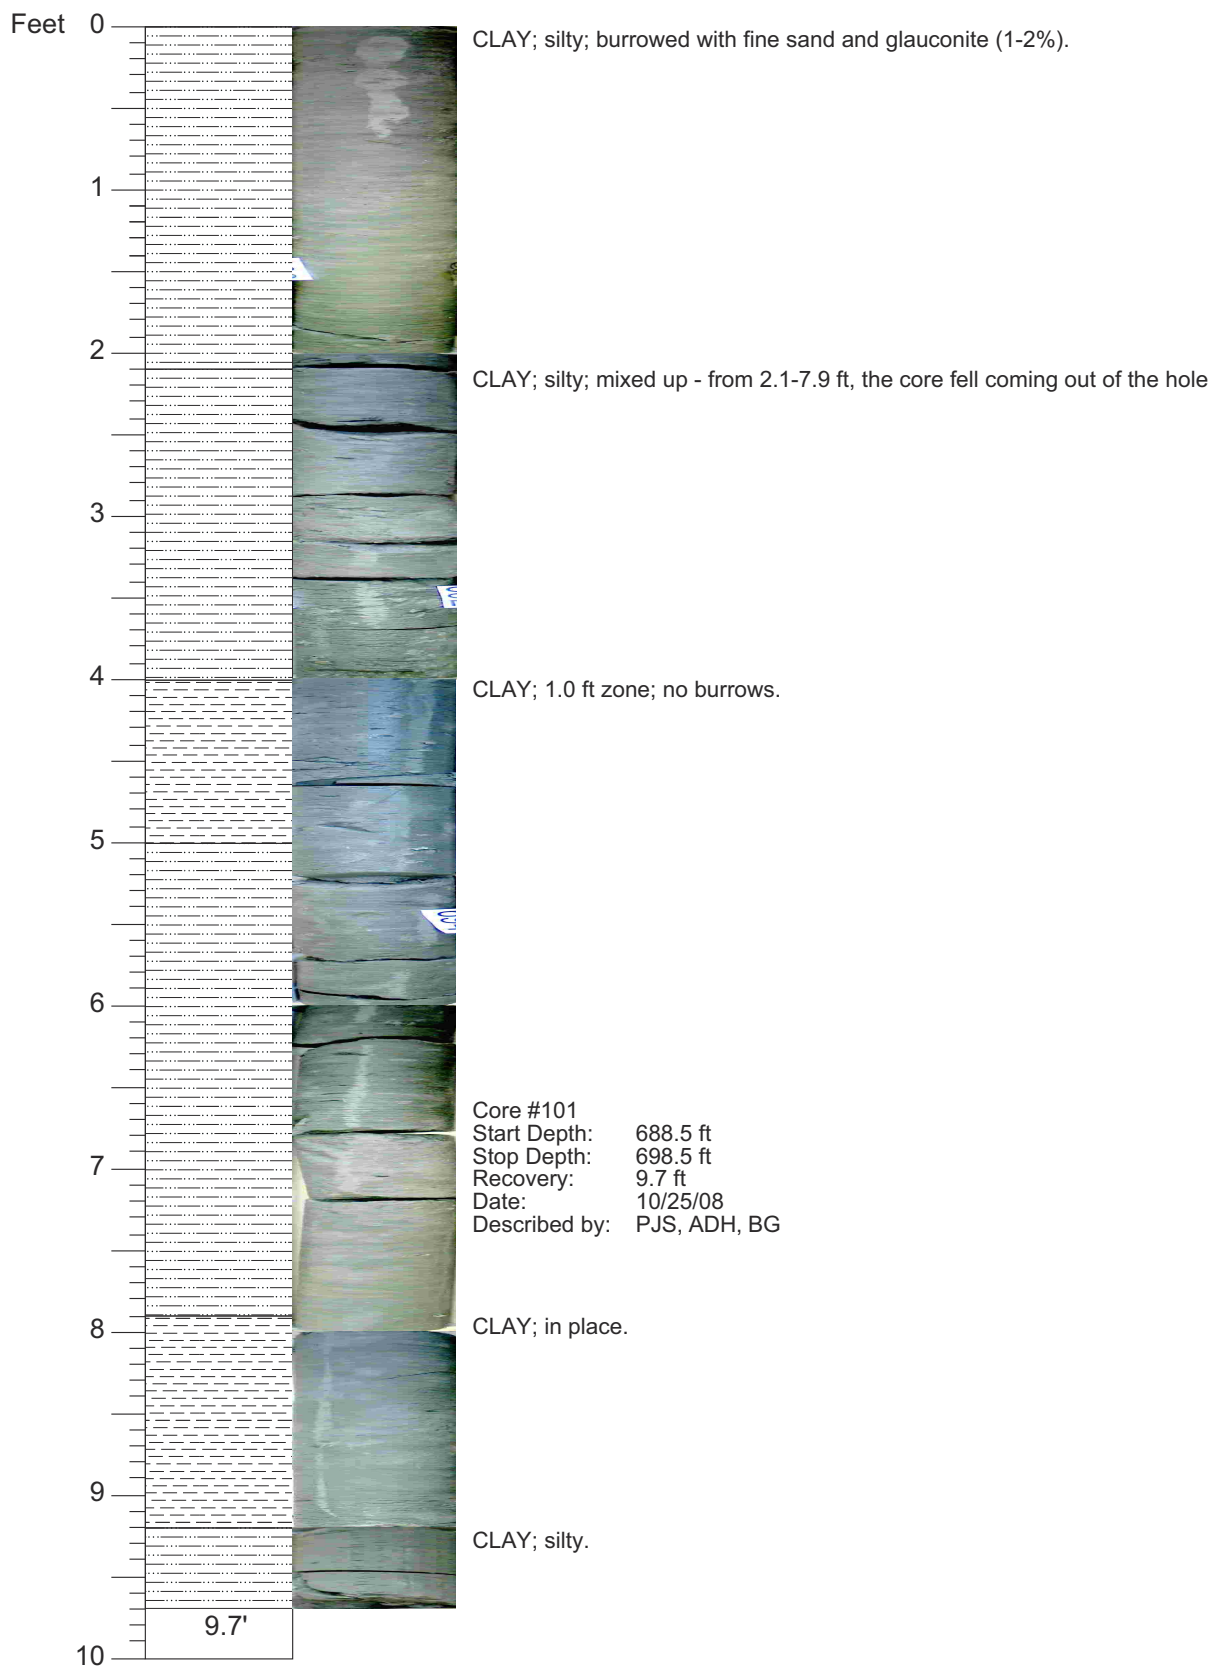 Feet 0
CLAY; silty; burrowed with fine sand and glauconite (1-2%).
1
2
CLAY; silty; mixed up - from 2.1-7.9 ft, the core fell coming out of the hole
3
4
CLAY; 1.0 ft zone; no burrows.
5
6
Core #101
Start Depth: 688.5 ft
Stop Depth: 698.5 ft
7
Recovery: 9.7 ft
Date: 10/25/08
Described by: PJS, ADH, BG
8
CLAY; in place.
9
CLAY; silty.
9.7'
10